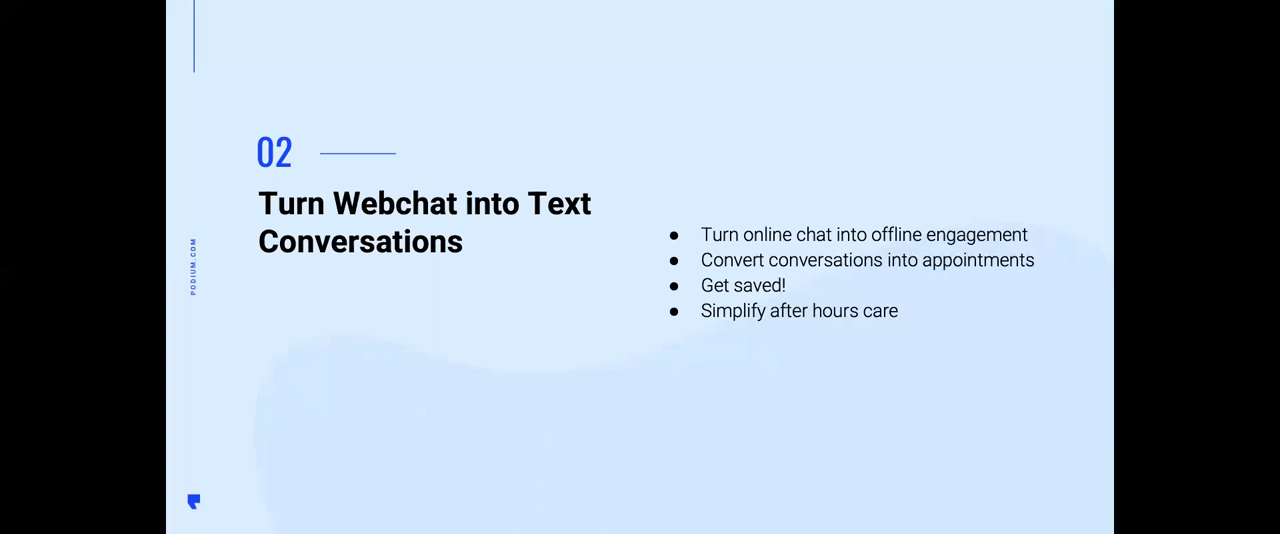 02
Turn Webchat into Text
Conversations
● Turn online chat into offline engagement
● Convert conversations into appointments
● Get saved!
● Simplify after hours care
PODIUM.COM